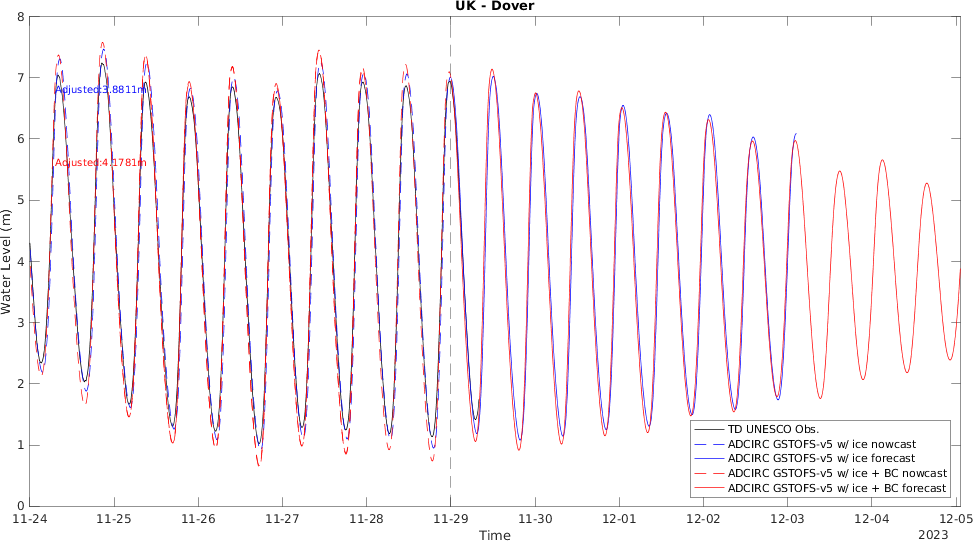 UK - Dover
8
7
6
5
4
3
2
1
0
Water Level (m)
Adjusted:3.8811m
Adjusted:4.1781m
TD UNESCO Obs.
ADCIRC GSTOFS-v5 w/ ice nowcast
ADCIRC GSTOFS-v5 w/ ice forecast
ADCIRC GSTOFS-v5 w/ ice + BC nowcast
ADCIRC GSTOFS-v5 w/ ice + BC forecast
11-24 11-25 11-26 11-27 11-28 11-29 11-30 12-01 12-02 12-03 12-04 12-05
Time
2023